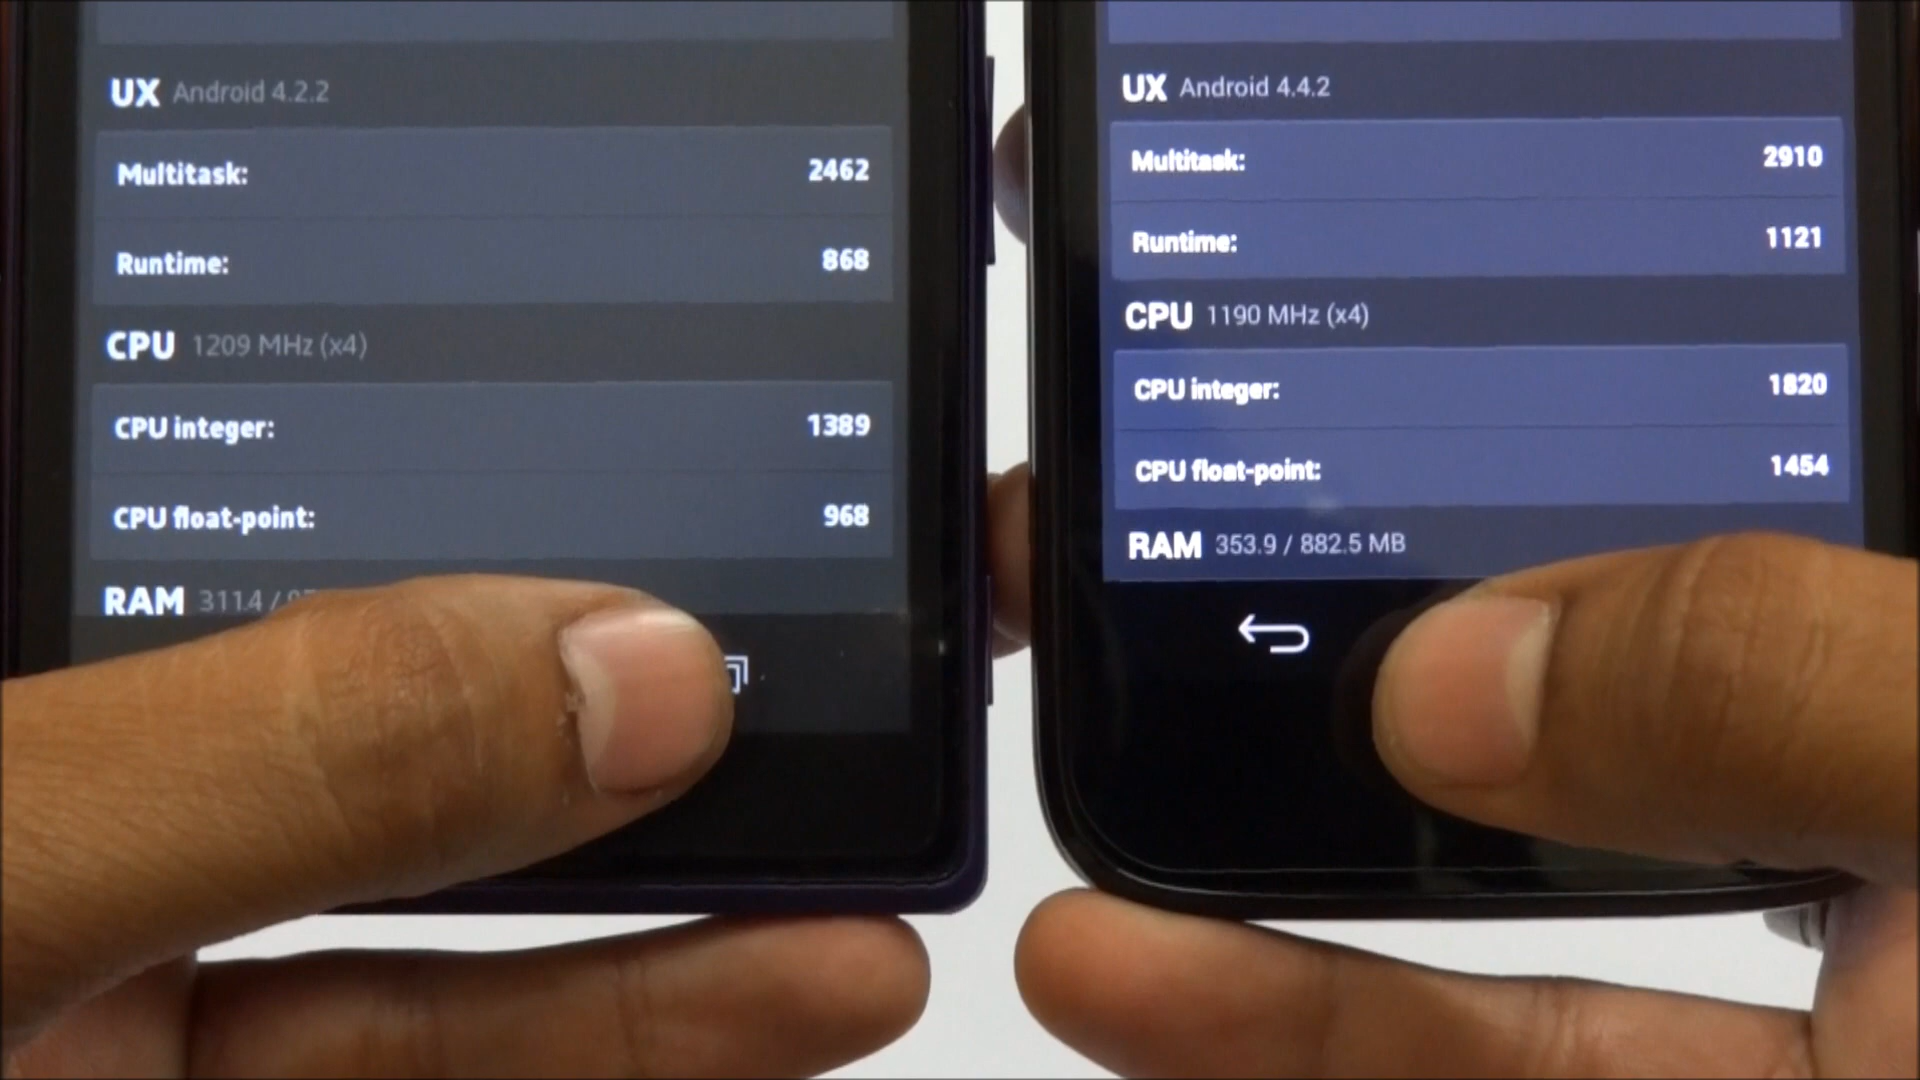 UX Android 4.2.2
Multitask: 2462
Runtime: 868
CPU 1209 MHz (x4)
CPU integer: 1389
CPU float-point: 968
RAM 311.4 /
UX Android 4.4.2
Multitask: 2910
Runtime: 1121
CPU 1190 MHz (x4)
CPU integer: 1820
CPU float-point: 1454
RAM 353.9 / 882.5 MB